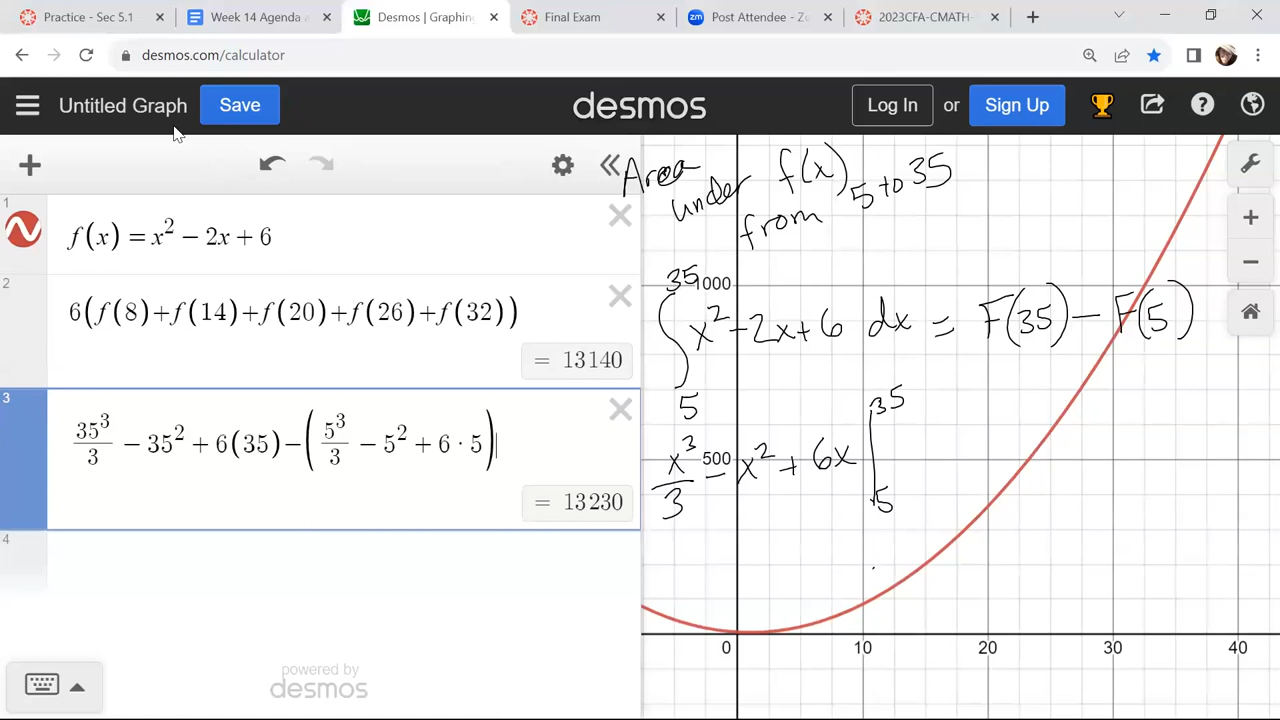 Practice - Sec 5.1
Week 14 Agenda
Desmos | Graphing
Final Exam
Post Attendee - Zo
2023CFA-CMATH-
desmos.com/calculator
Untitled Graph
Save
desmos
Log In
or
Sign Up
1
f(x) = x² − 2x + 6
2
6(f(8)+f(14)+f(20)+f(26)+f(32))
= 13140
3
35³/3 − 35² + 6(35) − (5³/3 − 5² + 6 · 5)
= 13230
4
powered by
desmos
Area under f(x)
from 5 to 35
∫₅³⁵ x² − 2x + 6 dx = F(35) − F(5)
x³/3 − x² + 6x |₅³⁵
1000
500
0
10
20
30
40